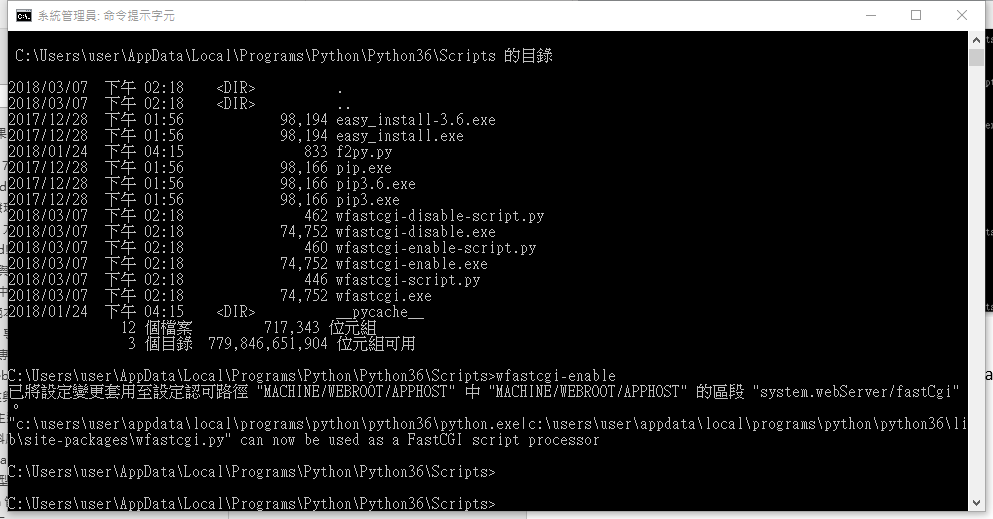 系統管理員: 命令提示字元
C:\Users\user\AppData\Local\Programs\Python\Python36\Scripts 的目錄
2018/03/07  下午 02:18    <DIR>          .
2018/03/07  下午 02:18    <DIR>          ..
2017/12/28  下午 01:56            98,194 easy_install-3.6.exe
2017/12/28  下午 01:56            98,194 easy_install.exe
2018/01/24  下午 04:15               833 f2py.py
2017/12/28  下午 01:56            98,166 pip.exe
2017/12/28  下午 01:56            98,166 pip3.6.exe
2017/12/28  下午 01:56            98,166 pip3.exe
2018/03/07  下午 02:18               462 wfastcgi-disable-script.py
2018/03/07  下午 02:18            74,752 wfastcgi-disable.exe
2018/03/07  下午 02:18               460 wfastcgi-enable-script.py
2018/03/07  下午 02:18            74,752 wfastcgi-enable.exe
2018/03/07  下午 02:18               446 wfastcgi-script.py
2018/03/07  下午 02:18            74,752 wfastcgi.exe
2018/01/24  下午 04:15    <DIR>          __pycache__
12 個檔案         717,343 位元組
3 個目錄  779,846,651,904 位元組可用
C:\Users\user\AppData\Local\Programs\Python\Python36\Scripts>wfastcgi-enable
已將設定變更套用至設定認可路徑 "MACHINE/WEBROOT/APPHOST" 中 "MACHINE/WEBROOT/APPHOST" 的區段 "system.webServer/fastCgi"
。
"c:\users\user\appdata\local\programs\python\python36\python.exe|c:\users\user\appdata\local\programs\python\python36\li
b\site-packages\wfastcgi.py" can now be used as a FastCGI script processor
C:\Users\user\AppData\Local\Programs\Python\Python36\Scripts>
C:\Users\user\AppData\Local\Programs\Python\Python36\Scripts>